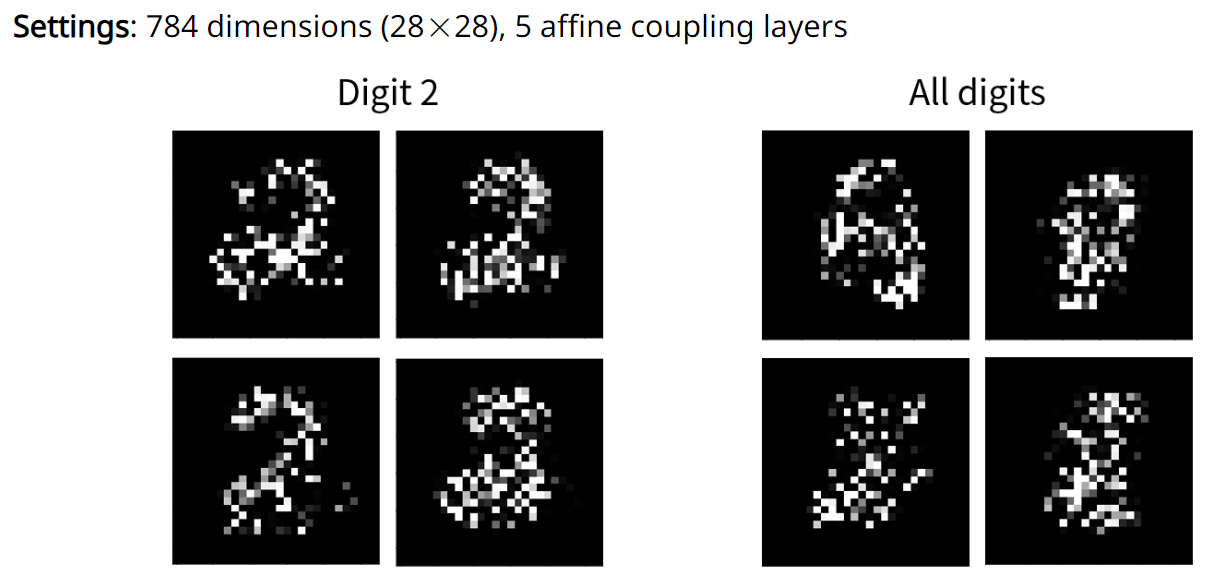 Settings: 784 dimensions (28×28), 5 affine coupling layers
Digit 2
All digits